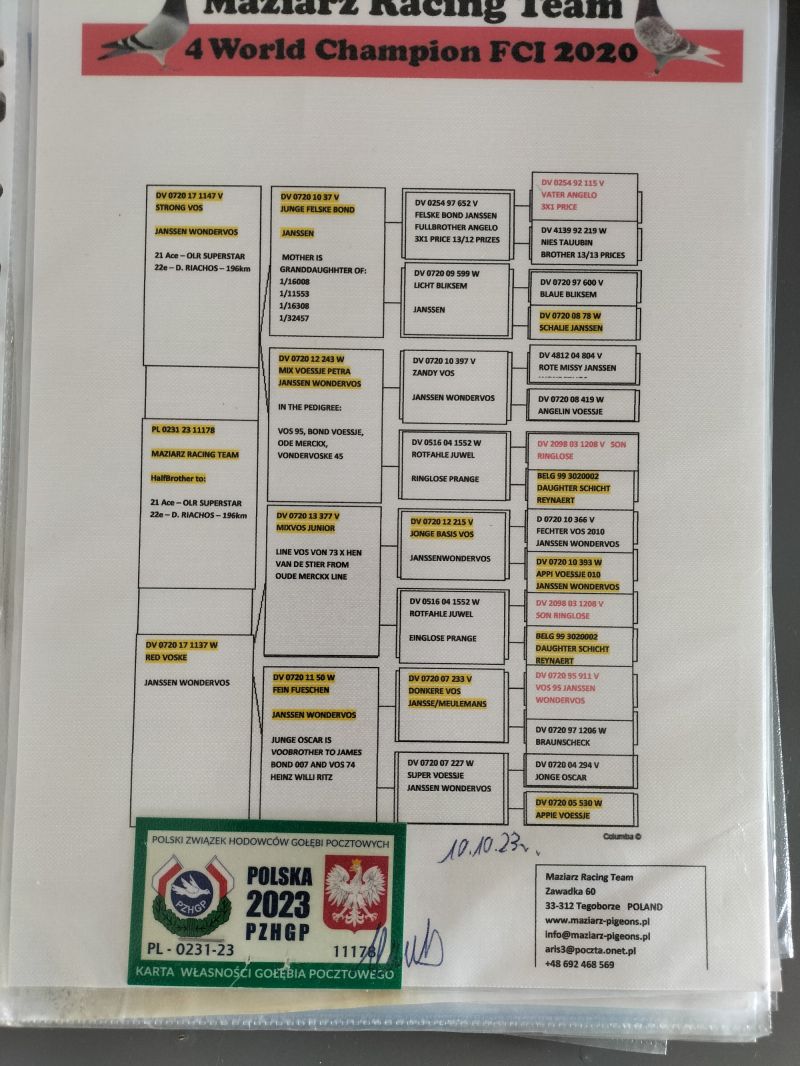 Maziarz Racing Team
4 World Champion FCI 2020
DV 0720 17 1147 V
STRONG VOS
JANSSEN WONDERVOS
21 Ace – OLR SUPERSTAR
22e – D. RIACHOS – 196km
PL 0231 23 11178
MAZIARZ RACING TEAM
HalfBrother to:
21 Ace – OLR SUPERSTAR
22e – D. RIACHOS – 196km
DV 0720 17 1137 W
RED VOSKE
JANSSEN WONDERVOS
DV 0720 10 37 V
JUNGE FELSKE BOND
JANSSEN
MOTHER IS
GRANDDAUGHHTER OF:
1/16008
1/11553
1/16308
1/32457
DV 0720 12 243 W
MIX VOESSJE PETRA
JANSSEN WONDERVOS
IN THE PEDIGREE:
VOS 95, BOND VOESSJE,
ODE MERCKX,
VONDERVOSKE 45
DV 0720 13 377 V
MIXVOS JUNIOR
LINE VOS VON 73 X HEN
VAN DE STIER FROM
OUDE MERCKX LINE
DV 0720 11 50 W
FEIN FUESCHEN
JANSSEN WONDERVOS
JUNGE OSCAR IS
VOOBROTHER TO JAMES
BOND 007 AND VOS 74
HEINZ WILLI RITZ
DV 0254 97 652 V
FELSKE BOND JANSSEN
FULLBROTHER ANGELO
3X1 PRICE 13/12 PRIZES
DV 0720 09 599 W
LICHT BLIKSEM
JANSSEN
DV 0720 10 397 V
ZANDY VOS
JANSSEN WONDERVOS
DV 0516 04 1552 W
ROTFAHLE JUWEL
RINGLOSE PRANGE
DV 0720 12 215 V
JONGE BASIS VOS
JANSSENWONDERVOS
DV 0516 04 1552 W
ROTFAHLE JUWEL
EINGLOSE PRANGE
DV 0720 07 233 V
DONKERE VOS
JANSSE/MEULEMANS
DV 0720 07 227 W
SUPER VOESSJE
JANSSEN WONDERVOS
DV 0254 92 115 V
VATER ANGELO
3X1 PRICE
DV 4139 92 219 W
NIES TAUUBIN
BROTHER 13/13 PRICES
DV 0720 97 600 V
BLAUE BLIKSEM
DV 0720 08 78 W
SCHALIE JANSSEN
DV 4812 04 804 V
ROTE MISSY JANSSEN
DV 0720 08 419 W
ANGELIN VOESSJE
DV 2098 03 1208 V SON
RINGLOSE
BELG 99 3020002
DAUGHTER SCHICHT
REYNAERT
D 0720 10 366 V
FECHTER VOS 2010
JANSSEN WONDERVOS
DV 0720 10 393 W
APPI VOESSJE 010
JANSSEN WONDERVOS
DV 2098 03 1208 V
SON RINGLOSE
BELG 99 3020002
DAUGHTER SCHICHT
REYNAERT
DV 0720 95 911 V
VOS 95 JANSSEN
WONDERVOS
DV 0720 97 1206 W
BRAUNSCHECK
DV 0720 04 294 V
JONGE OSCAR
DV 0720 05 530 W
APPIE VOESSJE
Columba ©
10.10.23r.
POLSKI ZWIĄZEK HODOWCÓW GOŁĘBI POCZTOWYCH
PZHGP
POLSKA
2023
PZHGP
PL - 0231-23 11178
KARTA WŁASNOŚCI GOŁĘBIA POCZTOWEGO
Maziarz Racing Team
Zawadka 60
33-312 Tegoborze POLAND
www.maziarz-pigeons.pl
info@maziarz-pigeons.pl
aris3@poczta.onet.pl
+48 692 468 569